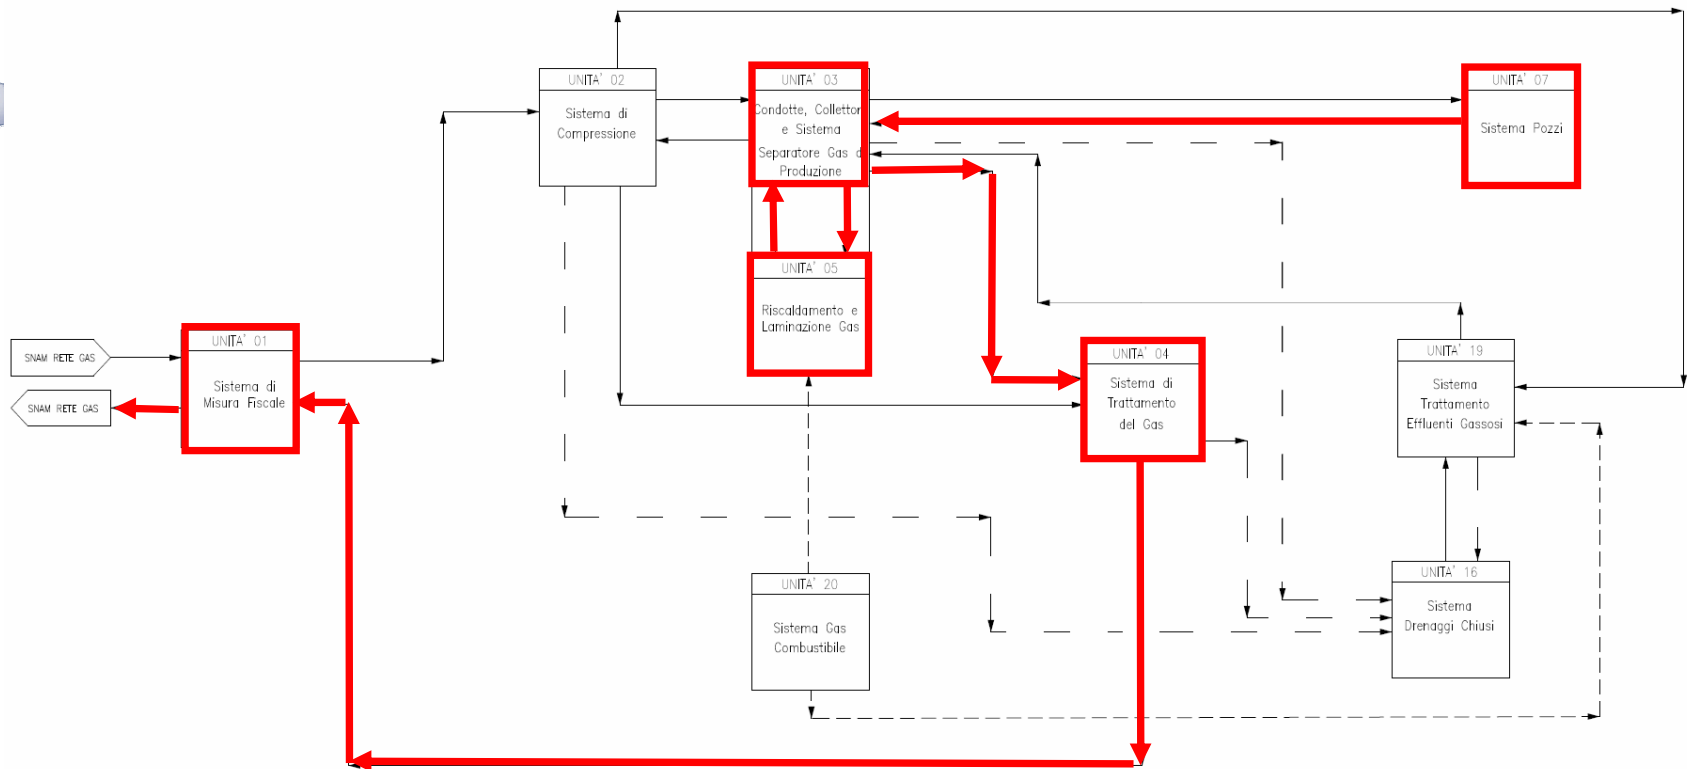 UNITA' 02
Sistema di
Compressione
UNITA' 03
Condotte, Collettori
e Sistema
Separatore Gas di
Produzione
UNITA' 07
Sistema Pozzi
UNITA' 05
Riscaldamento e
Laminazione Gas
SNAM RETE GAS
SNAM RETE GAS
UNITA' 01
Sistema di
Misura Fiscale
UNITA' 04
Sistema di
Trattamento
del Gas
UNITA' 19
Sistema
Trattamento
Effluenti Gassosi
UNITA' 20
Sistema Gas
Combustibile
UNITA' 16
Sistema
Drenaggi Chiusi